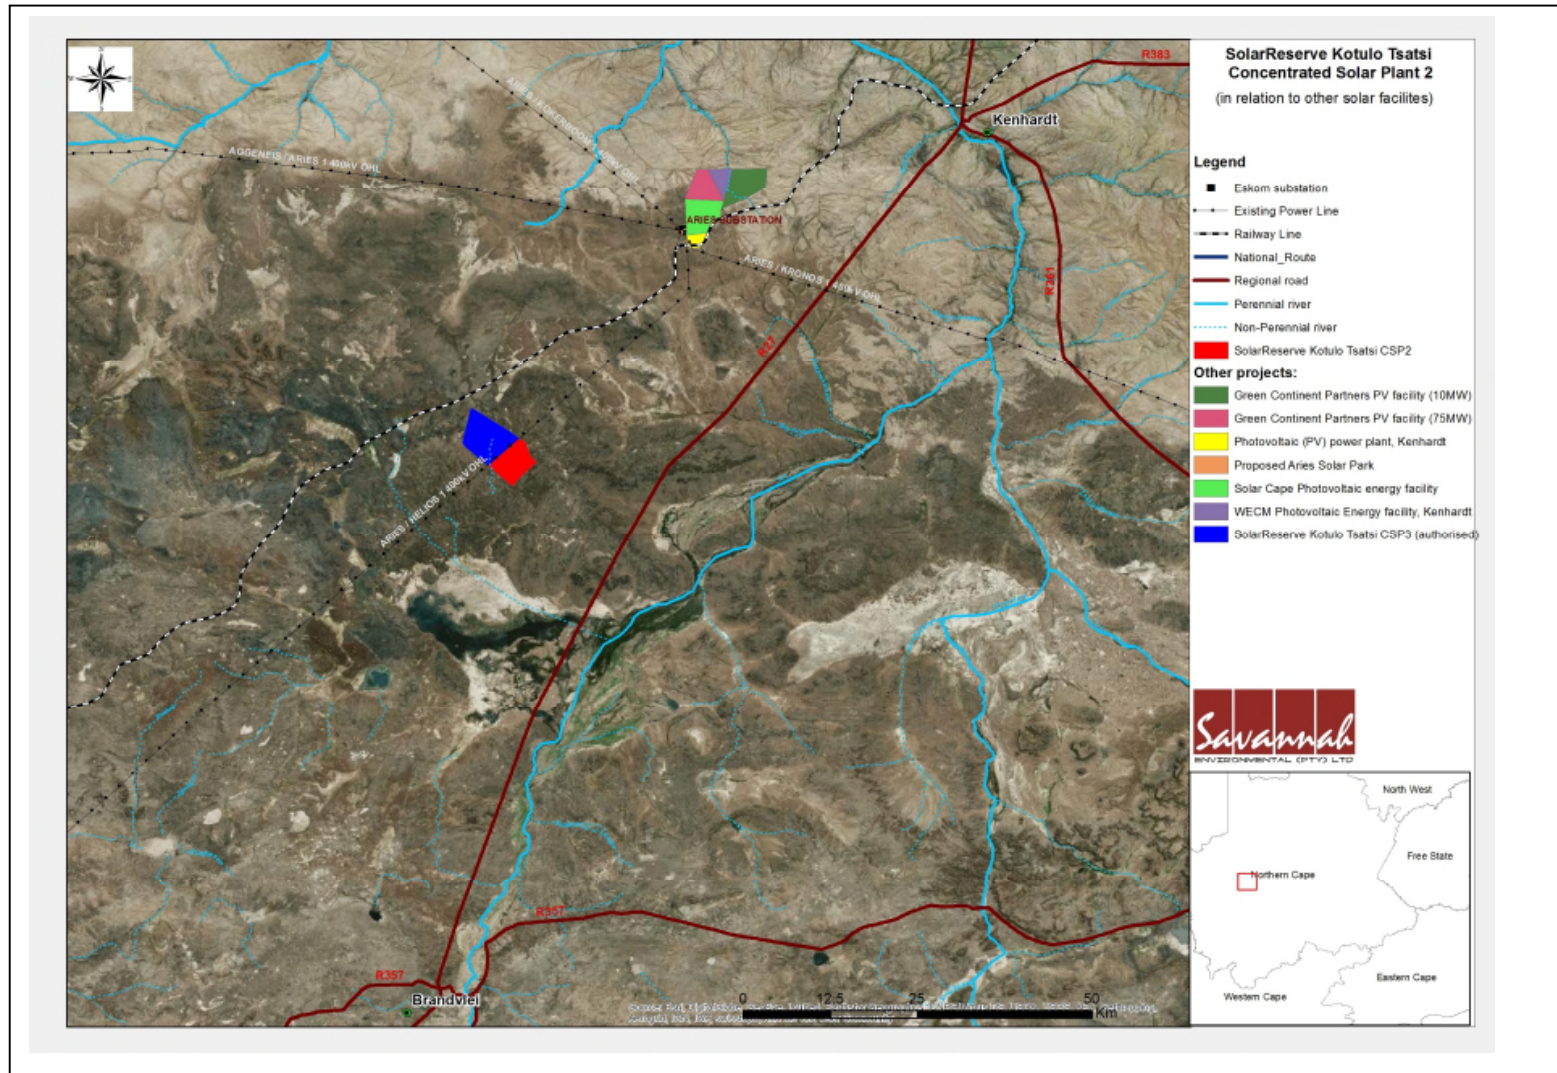 SolarReserve Kotulo Tsatsi
Concentrated Solar Plant 2
(in relation to other solar facilites)
Legend
Eskom substation
Existing Power Line
Railway Line
National_Route
Regional road
Perennial river
Non-Perennial river
SolarReserve Kotulo Tsatsi CSP2
Other projects:
Green Continent Partners PV facility (10MW)
Green Continent Partners PV facility (75MW)
Photovoltaic (PV) power plant, Kenhardt
Proposed Aries Solar Park
Solar Cape Photovoltaic energy facility
WECM Photovoltaic Energy facility, Kenhardt
SolarReserve Kotulo Tsatsi CSP3 (authorised)
R383
Kenhardt
AGGENEIS / ARIES 1 400kV OHL
ARIES SUBSTATION
ARIES / KRONOS 1 400kV OHL
R361
R27
ARIES / HELIOS 1 400kV OHL
R357
R357
Brandvlei
0 12.5 25 50
Km
Savannah
ENVIRONMENTAL (PTY) LTD
North West
Free State
Northern Cape
Eastern Cape
Western Cape